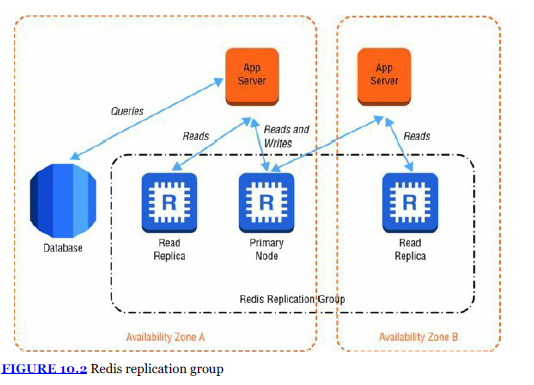 App
Server
App
Server
Queries
Reads
Reads and
Writes
Reads
R
R
R
Database
Read
Replica
Primary
Node
Read
Replica
Redis Replication Group
Availability Zone A
Availability Zone B
FIGURE 10.2 Redis replication group